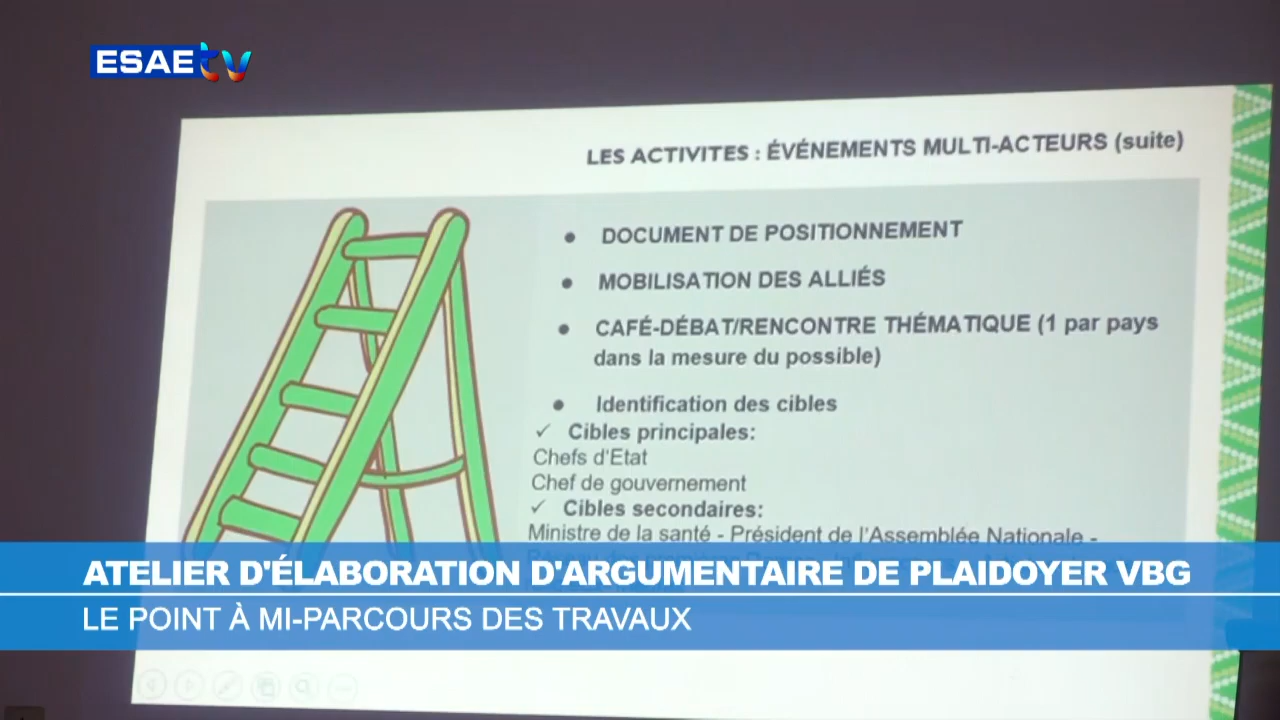 ESAE tv
LES ACTIVITES : ÉVÉNEMENTS MULTI-ACTEURS (suite)
● DOCUMENT DE POSITIONNEMENT
● MOBILISATION DES ALLIÉS
● CAFÉ-DÉBAT/RENCONTRE THÉMATIQUE (1 par pays
dans la mesure du possible)
● Identification des cibles
✓ Cibles principales:
Chefs d'Etat
Chef de gouvernement
✓ Cibles secondaires:
Ministre de la santé - Président de l'Assemblée Nationale -
ATELIER D'ÉLABORATION D'ARGUMENTAIRE DE PLAIDOYER VBG
LE POINT À MI-PARCOURS DES TRAVAUX